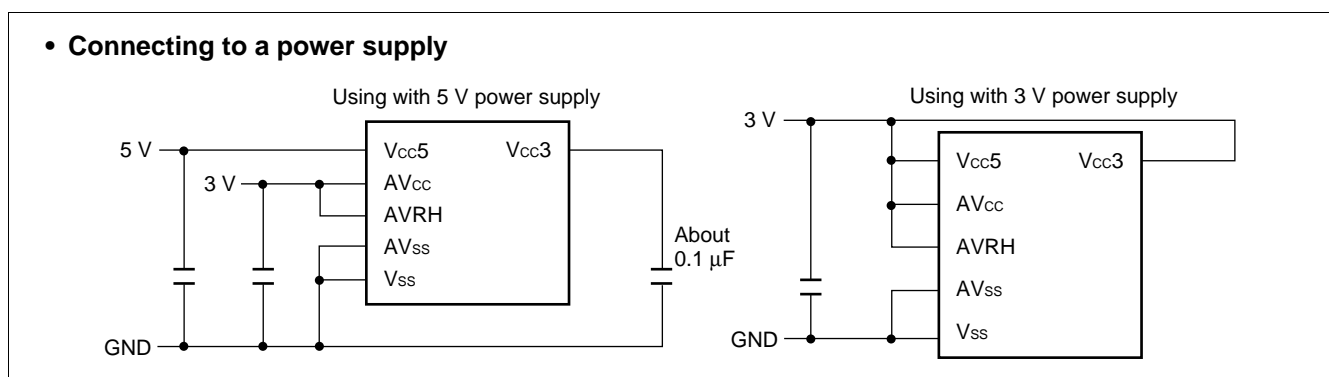 • Connecting to a power supply
Using with 5 V power supply
5 V
3 V
GND
Vcc5
Vcc3
AVcc
AVRH
AVss
Vss
About
0.1 μF
Using with 3 V power supply
3 V
GND
Vcc5
Vcc3
AVcc
AVRH
AVss
Vss